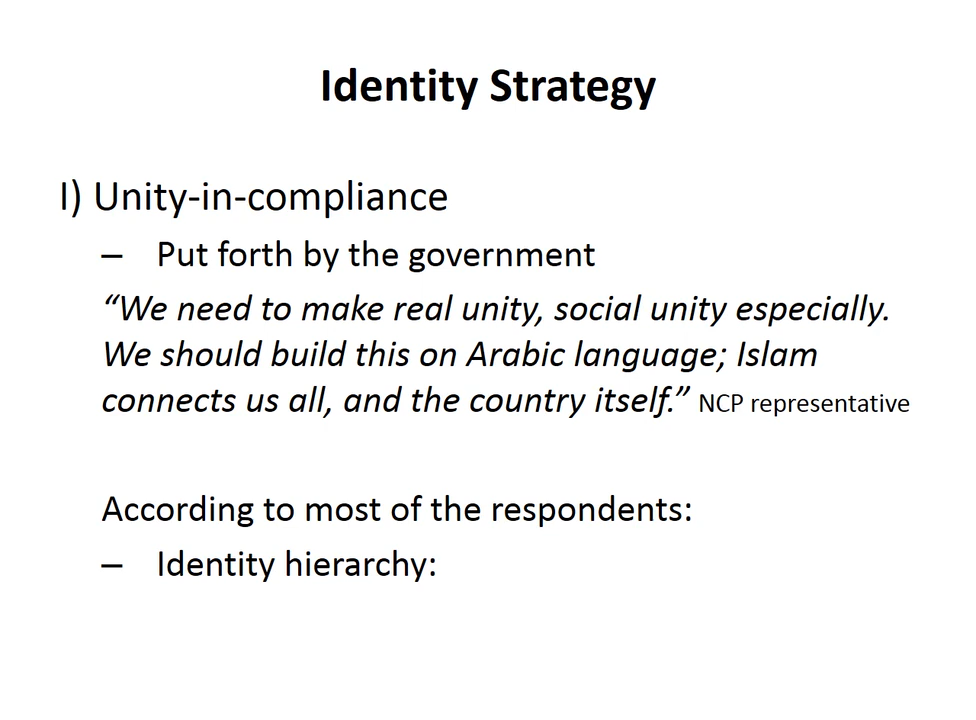 Identity Strategy
I) Unity-in-compliance
– Put forth by the government
“We need to make real unity, social unity especially.
We should build this on Arabic language; Islam
connects us all, and the country itself.” NCP representative
According to most of the respondents:
– Identity hierarchy: